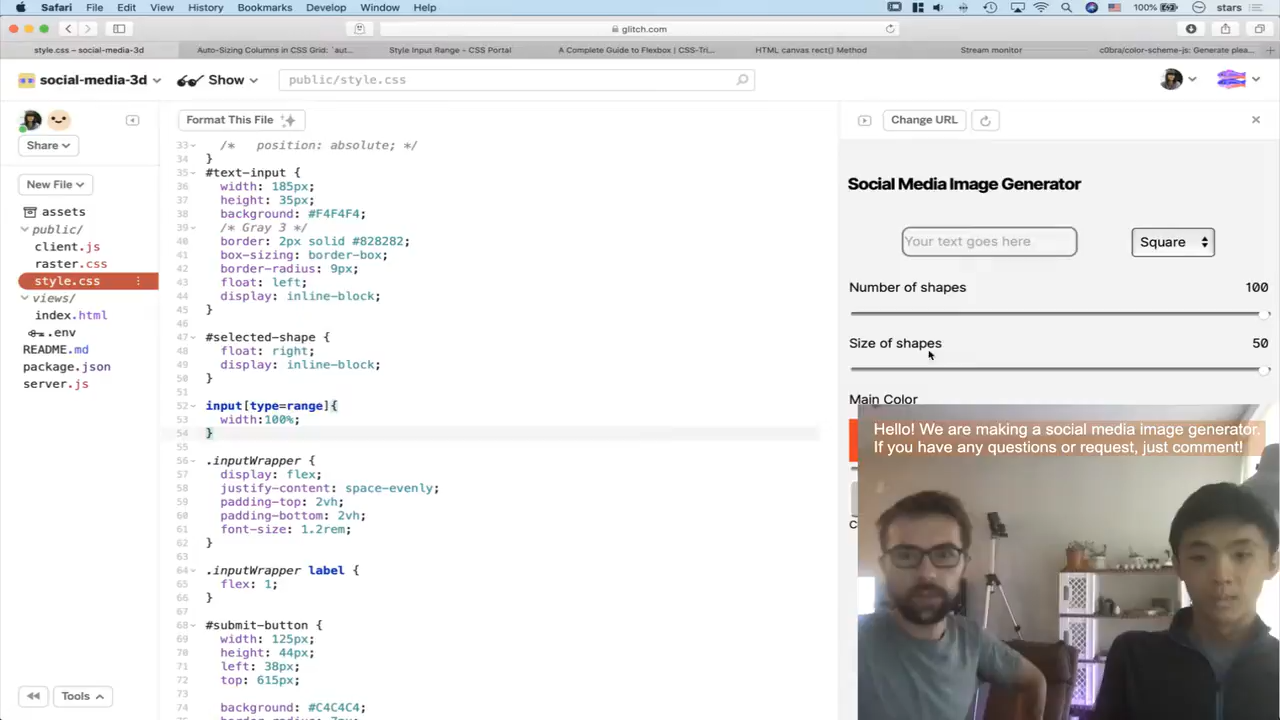 Safari File Edit View History Bookmarks Develop Window Help 100% stars
glitch.com
style.css – social-media-3d
Auto-Sizing Columns in CSS Grid: `aut...
Style Input Range - CSS Portal
A Complete Guide to Flexbox | CSS-Tri...
HTML canvas rect() Method
Stream monitor
c0bra/color-scheme-js: Generate plea...
social-media-3d
Show
public/style.css
Format This File
Change URL
Share
New File
assets
public/
client.js
raster.css
style.css
views/
index.html
.env
README.md
package.json
server.js
Tools
33 /* position: absolute; */
34 }
35 #text-input {
36 width: 185px;
37 height: 35px;
38 background: #F4F4F4;
39 /* Gray 3 */
40 border: 2px solid #828282;
41 box-sizing: border-box;
42 border-radius: 9px;
43 float: left;
44 display: inline-block;
45 }
46
47 #selected-shape {
48 float: right;
49 display: inline-block;
50 }
51
52 input[type=range]{
53 width:100%;
54 }
55
56 .inputWrapper {
57 display: flex;
58 justify-content: space-evenly;
59 padding-top: 2vh;
60 padding-bottom: 2vh;
61 font-size: 1.2rem;
62 }
63
64 .inputWrapper label {
65 flex: 1;
66 }
67
68 #submit-button {
69 width: 125px;
70 height: 44px;
71 left: 38px;
72 top: 615px;
73
74 background: #C4C4C4;
Social Media Image Generator
Your text goes here
Square
Number of shapes 100
Size of shapes 50
Main Color
Hello! We are making a social media image generator.
If you have any questions or request, just comment!